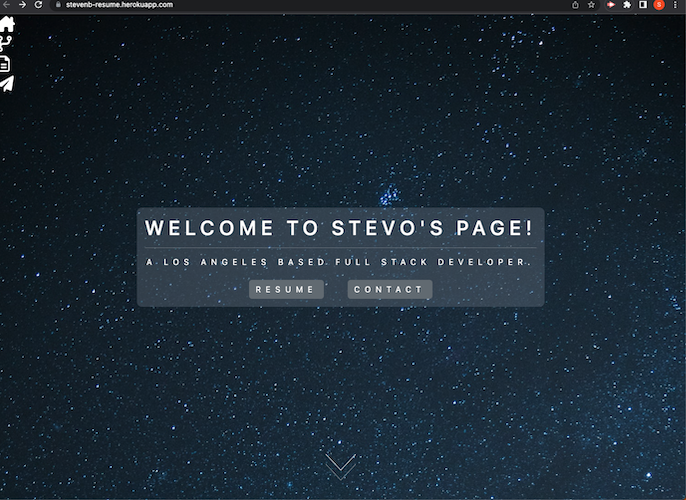 stevenb-resume.herokuapp.com
S
WELCOME TO STEVO'S PAGE!
A LOS ANGELES BASED FULL STACK DEVELOPER.
RESUME CONTACT